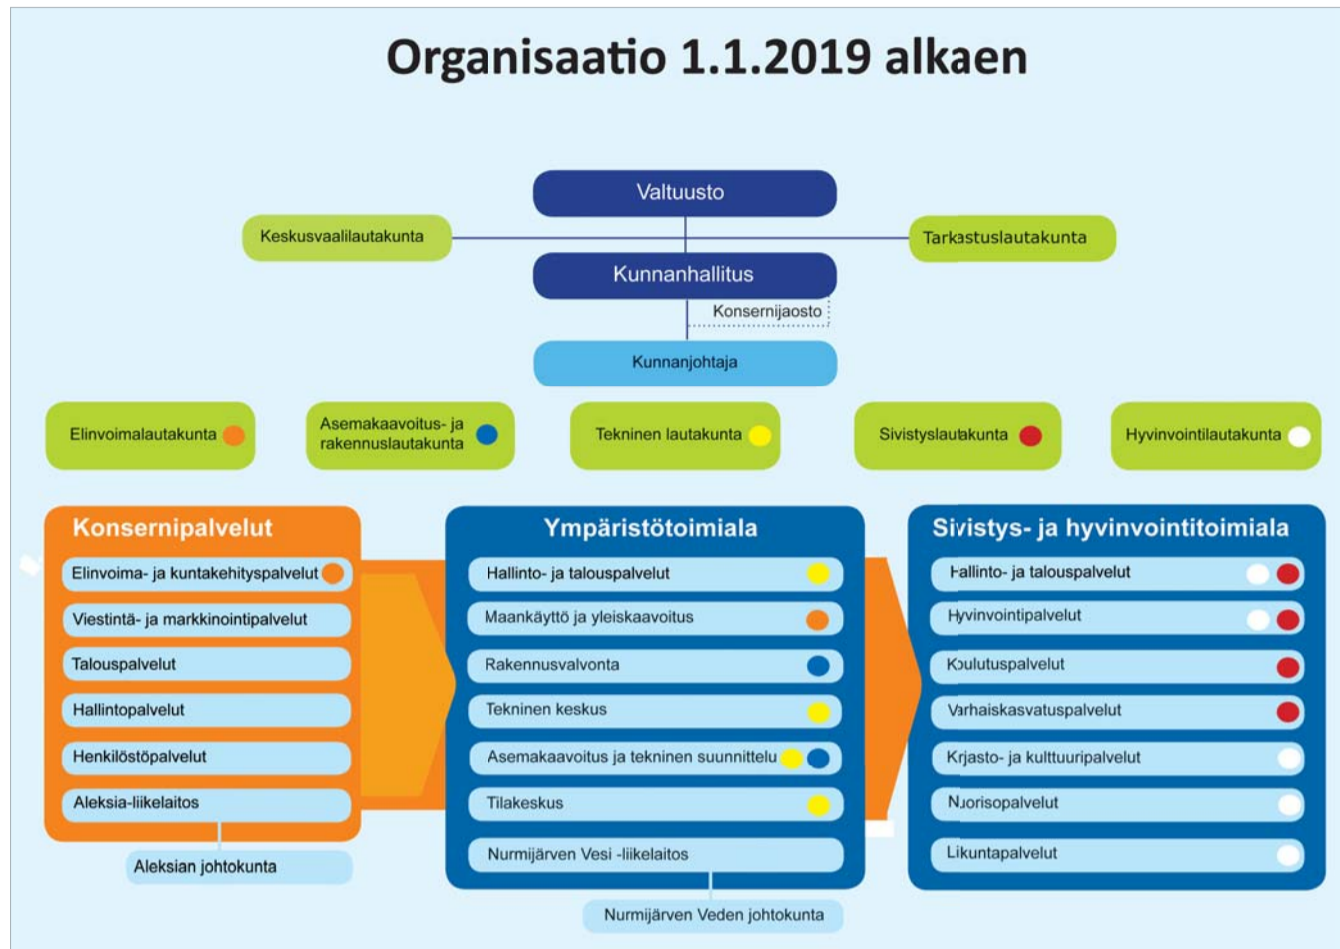 Organisaatio 1.1.2019 alkaen
Valtuusto
Keskusvaalilautakunta
Tarkastuslautakunta
Kunnanhallitus
Konsernijaosto
Kunnanjohtaja
Elinvoimalautakunta
Asemakaavoitus- ja
rakennuslautakunta
Tekninen lautakunta
Sivistyslautakunta
Hyvinvointilautakunta
Konsernipalvelut
Elinvoima- ja kuntakehityspalvelut
Viestintä- ja markkinointipalvelut
Talouspalvelut
Hallintopalvelut
Henkilöstöpalvelut
Aleksia-liikelaitos
Aleksian johtokunta
Ympäristötoimiala
Hallinto- ja talouspalvelut
Maankäyttö ja yleiskaavoitus
Rakennusvalvonta
Tekninen keskus
Asemakaavoitus ja tekninen suunnittelu
Tilakeskus
Nurmijärven Vesi -liikelaitos
Nurmijärven Veden johtokunta
Sivistys- ja hyvinvointitoimiala
Hallinto- ja talouspalvelut
Hyvinvointipalvelut
Koulutuspalvelut
Varhaiskasvatuspalvelut
Krjasto- ja kulttuuripalvelut
Nuorisopalvelut
Likuntapalvelut